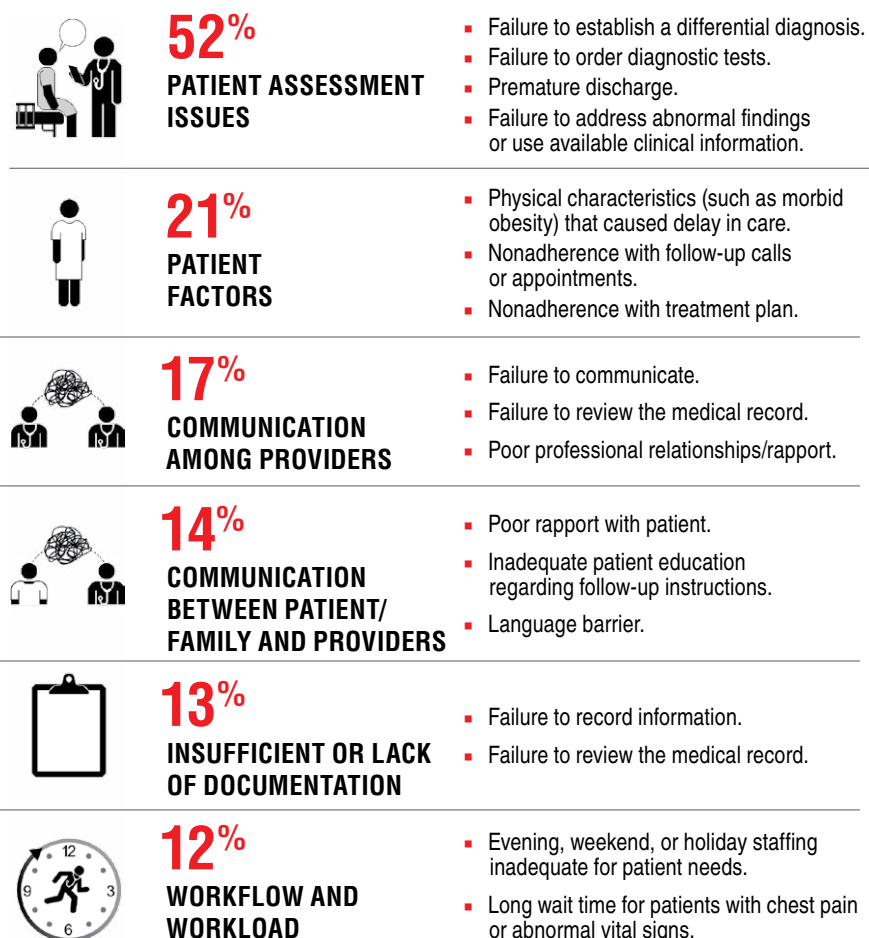 52%
PATIENT ASSESSMENT
ISSUES
▪ Failure to establish a differential diagnosis.
▪ Failure to order diagnostic tests.
▪ Premature discharge.
▪ Failure to address abnormal findings
or use available clinical information.
21%
PATIENT
FACTORS
▪ Physical characteristics (such as morbid
obesity) that caused delay in care.
▪ Nonadherence with follow-up calls
or appointments.
▪ Nonadherence with treatment plan.
17%
COMMUNICATION
AMONG PROVIDERS
▪ Failure to communicate.
▪ Failure to review the medical record.
▪ Poor professional relationships/rapport.
14%
COMMUNICATION
BETWEEN PATIENT/
FAMILY AND PROVIDERS
▪ Poor rapport with patient.
▪ Inadequate patient education
regarding follow-up instructions.
▪ Language barrier.
13%
INSUFFICIENT OR LACK
OF DOCUMENTATION
▪ Failure to record information.
▪ Failure to review the medical record.
12
9
3
6
12%
WORKFLOW AND
WORKLOAD
▪ Evening, weekend, or holiday staffing
inadequate for patient needs.
▪ Long wait time for patients with chest pain
or abnormal vital signs.